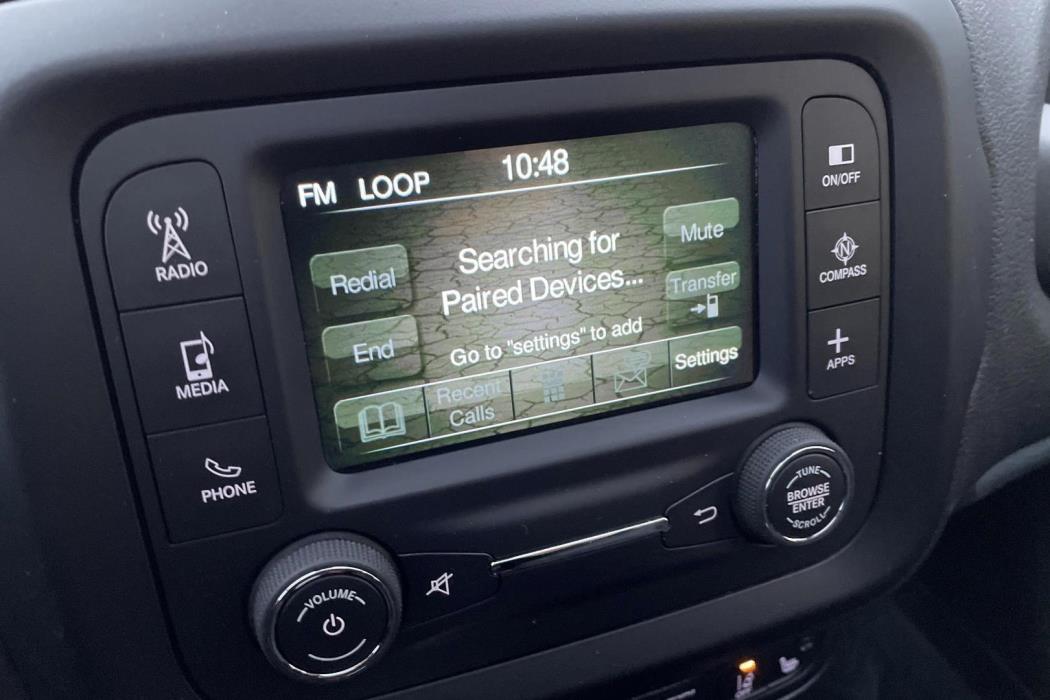 FM LOOP 10:48
Redial
Searching for
Paired Devices...
Mute
Transfer
End
Go to "settings" to add
Recent
Calls
Settings
RADIO
MEDIA
PHONE
ON/OFF
N
COMPASS
APPS
VOLUME
TUNE
BROWSE
ENTER
SCROLL